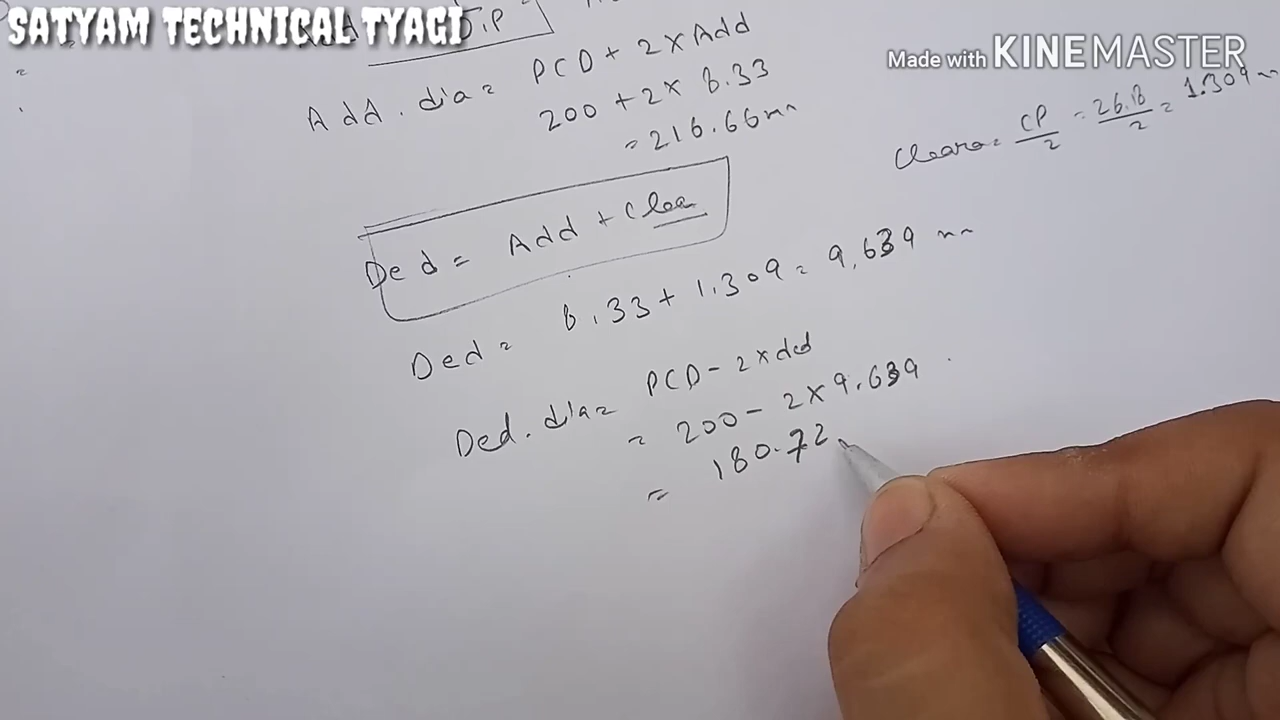 SATYAM TECHNICAL TYAGI
Made with KINEMASTER
Add. dia = PCD + 2 x Add
200 + 2 x 8.33
= 216.66 mm
= CP/2 = 26.18/2 = 1.309 m
Ded = Add + Clea
Ded = 8.33 + 1.309 = 9.639 mm
Ded. dia = PCD - 2 x ded
= 200 - 2 x 9.639
= 180.72